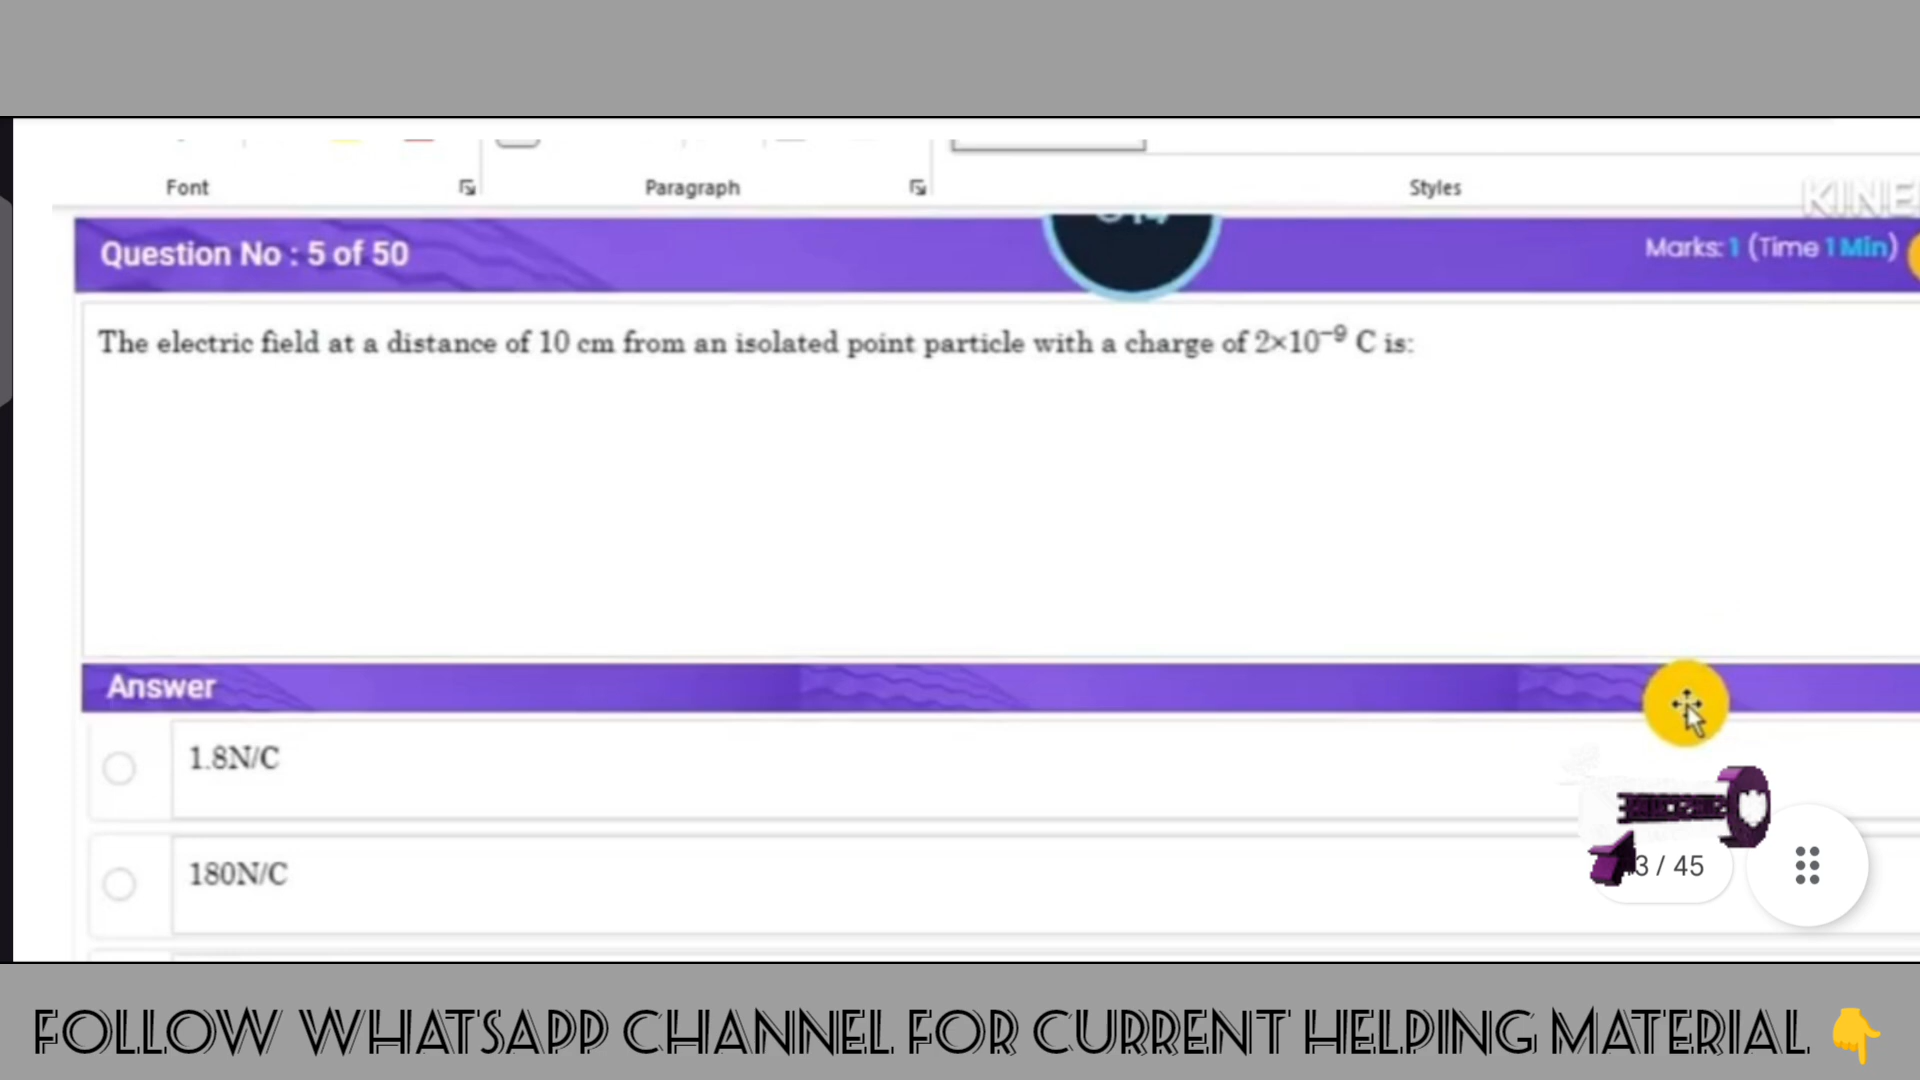 Font Paragraph Styles
KINE
Question No : 5 of 50
Marks: 1 (Time 1 Min)
The electric field at a distance of 10 cm from an isolated point particle with a charge of 2×10⁻⁹ C is:
Answer
1.8N/C
180N/C
3 / 45
FOLLOW WHATSAPP CHANNEL FOR CURRENT HELPING MATERIAL 👇